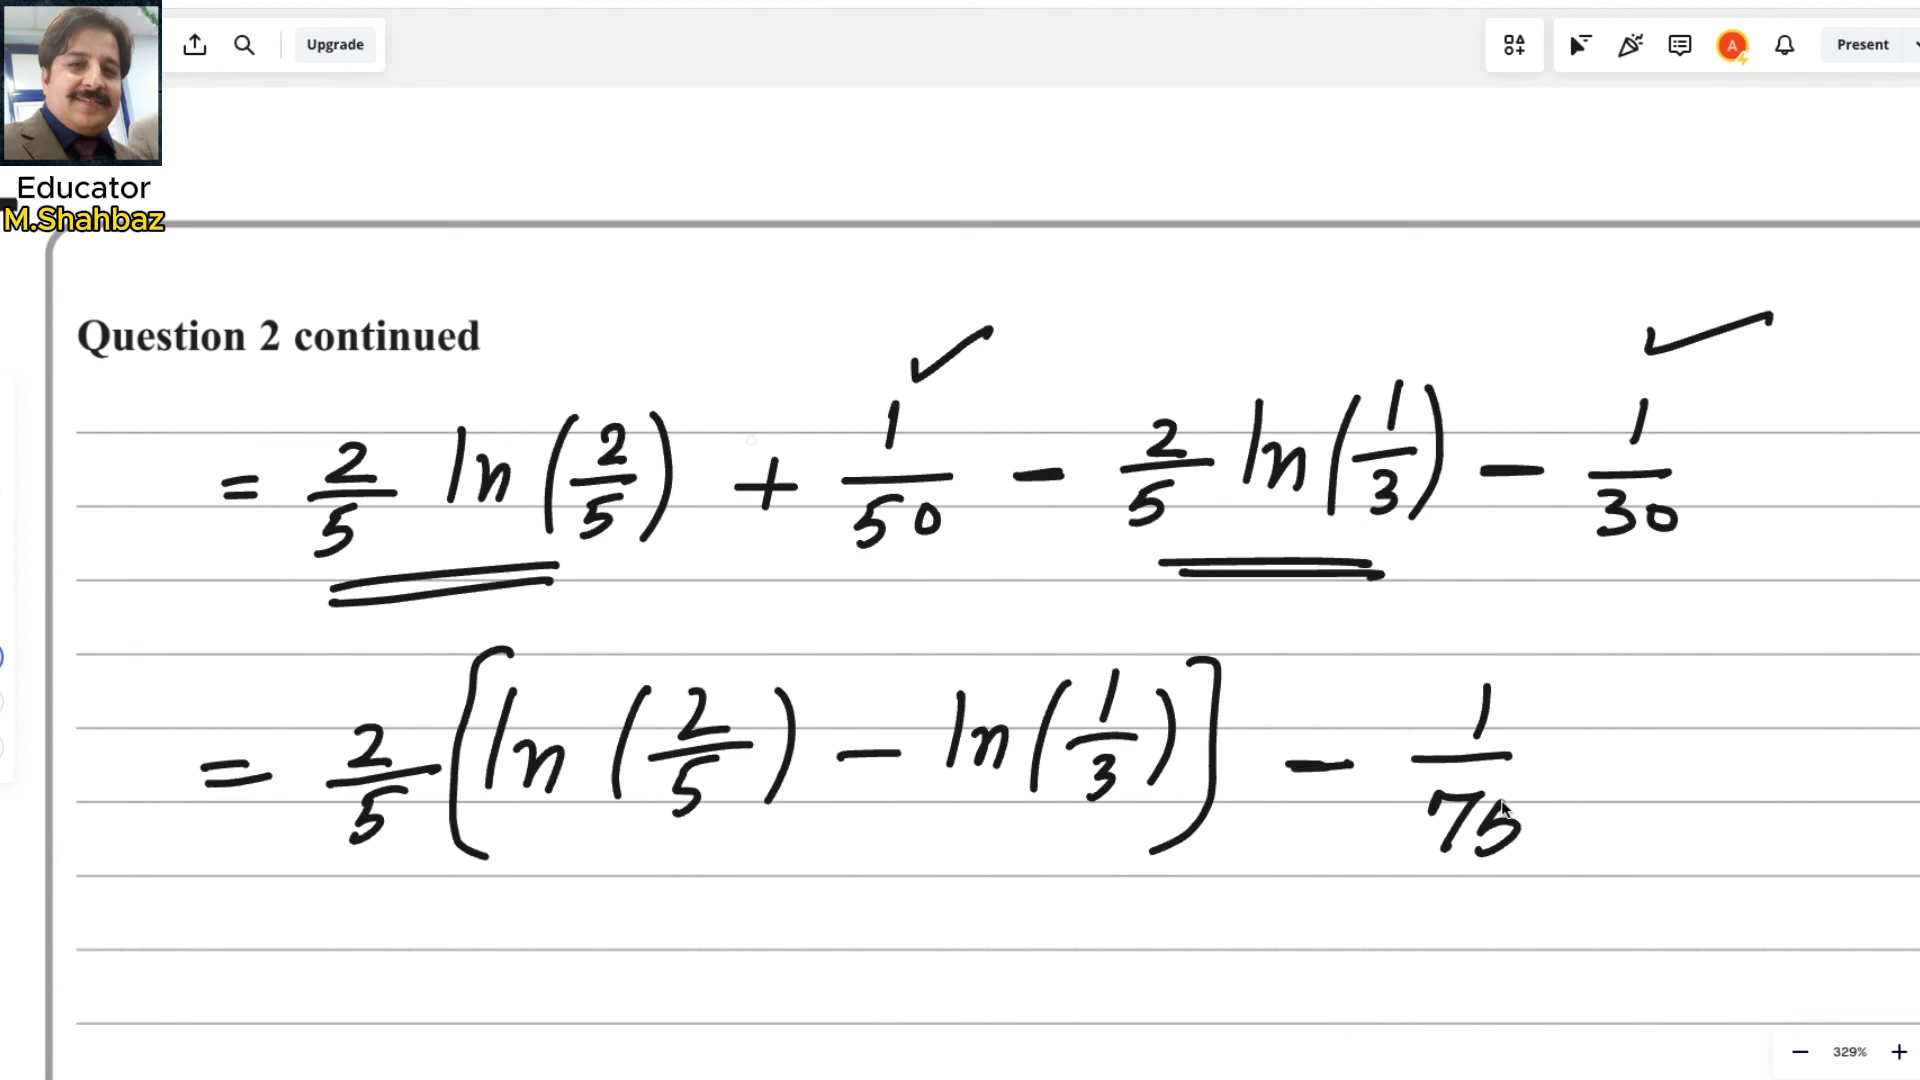 Upgrade
A
Present
Educator
M.Shahbaz
Question 2 continued
= 2/5 ln(2/5) + 1/50 - 2/5 ln(1/3) - 1/30
= 2/5 [ln(2/5) - ln(1/3)] - 1/75
329%